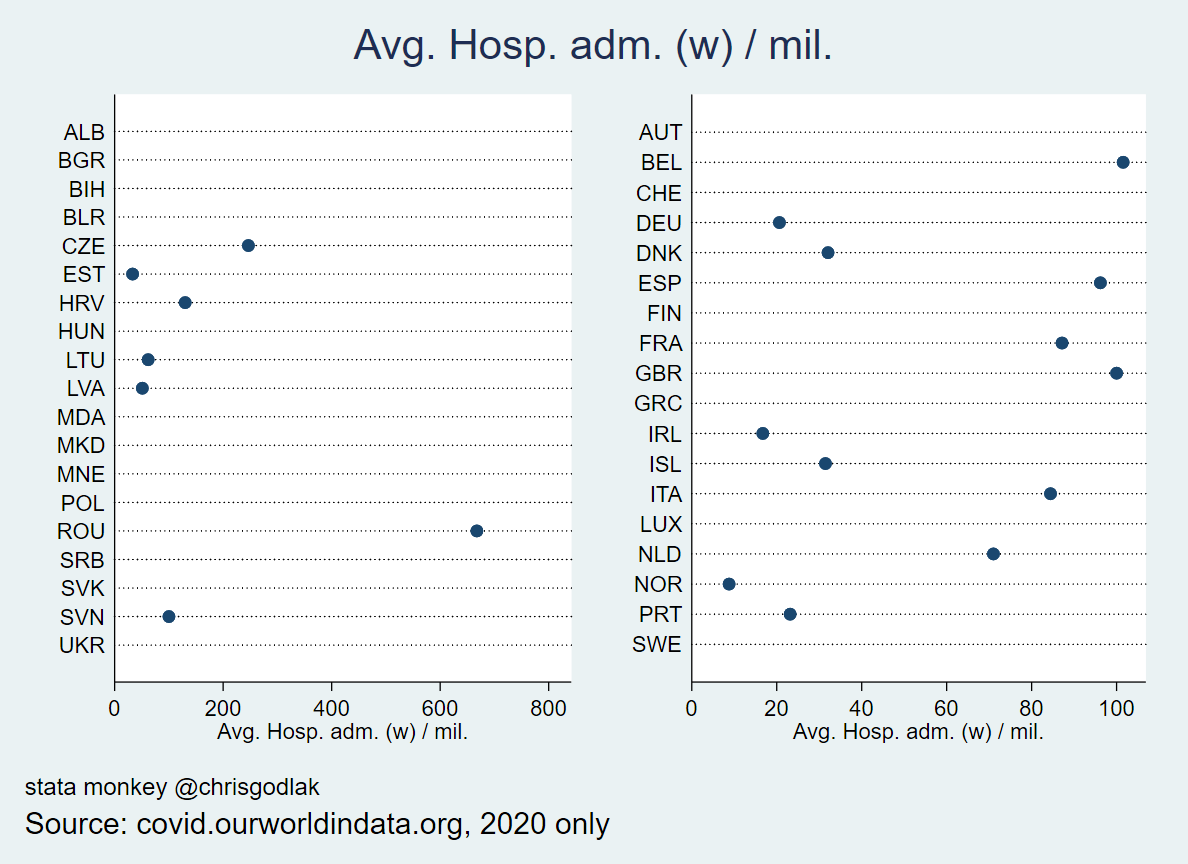 Avg. Hosp. adm. (w) / mil.
ALB
BGR
BIH
BLR
CZE
EST
HRV
HUN
LTU
LVA
MDA
MKD
MNE
POL
ROU
SRB
SVK
SVN
UKR
0 200 400 600 800
Avg. Hosp. adm. (w) / mil.
AUT
BEL
CHE
DEU
DNK
ESP
FIN
FRA
GBR
GRC
IRL
ISL
ITA
LUX
NLD
NOR
PRT
SWE
0 20 40 60 80 100
Avg. Hosp. adm. (w) / mil.
stata monkey @chrisgodlak
Source: covid.ourworldindata.org, 2020 only